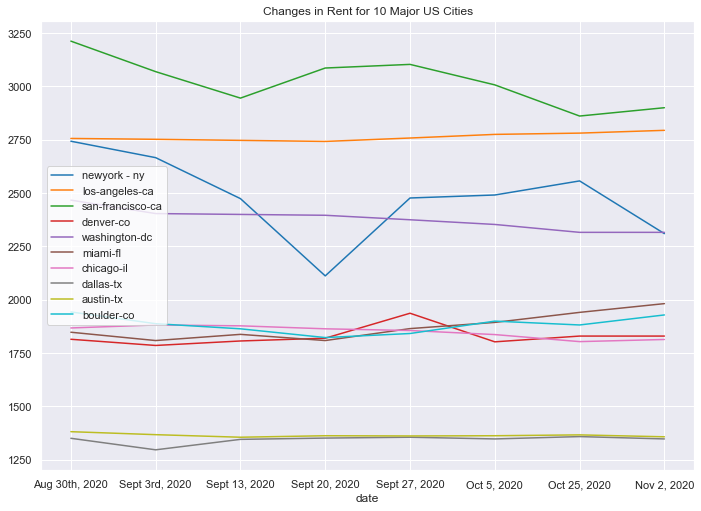 Changes in Rent for 10 Major US Cities
3250
3000
2750
2500
2250
2000
1750
1500
1250
newyork - ny
los-angeles-ca
san-francisco-ca
denver-co
washington-dc
miami-fl
chicago-il
dallas-tx
austin-tx
boulder-co
Aug 30th, 2020 Sept 3rd, 2020 Sept 13, 2020 Sept 20, 2020 Sept 27, 2020 Oct 5, 2020 Oct 25, 2020 Nov 2, 2020
date